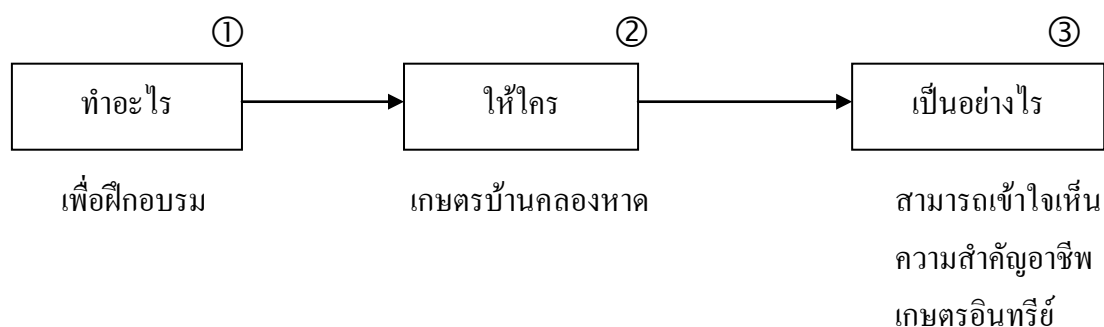 ① ② ③
ทำอะไร ให้ใคร เป็นอย่างไร
เพื่อฝึกอบรม เกษตรบ้านคลองหาด สามารถเข้าใจเห็น
ความสำคัญอาชีพ
เกษตรอินทรีย์